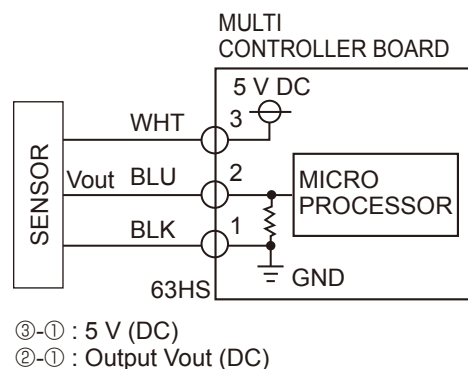 MULTI
CONTROLLER BOARD
5 V DC
WHT
3
SENSOR
Vout BLU
2
MICRO
PROCESSOR
BLK
1
GND
63HS
③-① : 5 V (DC)
②-① : Output Vout (DC)